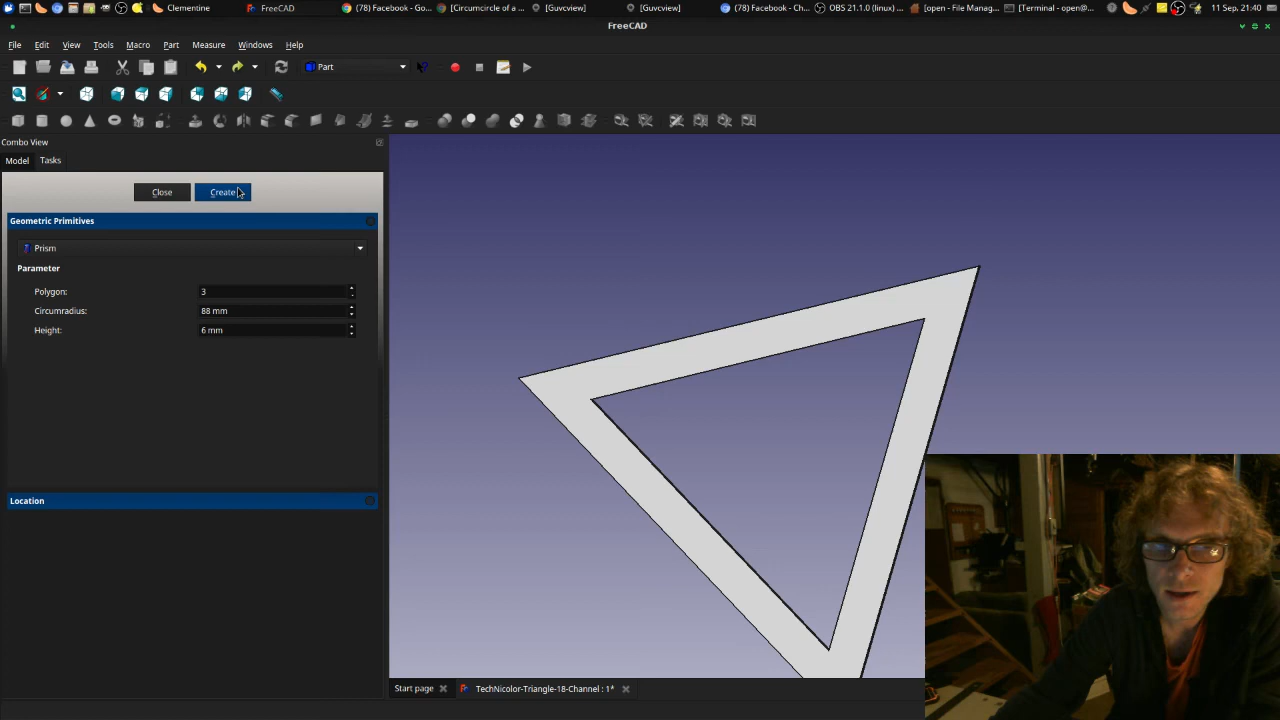 Clementine
FreeCAD
(78) Facebook - Go...
[Circumcircle of a ...
[Guvcview]
[Guvcview]
(78) Facebook - Ch...
OBS 21.1.0 (linux) ...
[open - File Manag...
[Terminal - open@...
11 Sep, 21:40
FreeCAD
File Edit View Tools Macro Part Measure Windows Help
Part
Combo View
Model Tasks
Close Create
Geometric Primitives
Prism
Parameter
Polygon: 3
Circumradius: 88 mm
Height: 6 mm
Location
Start page
TechNicolor-Triangle-18-Channel : 1*